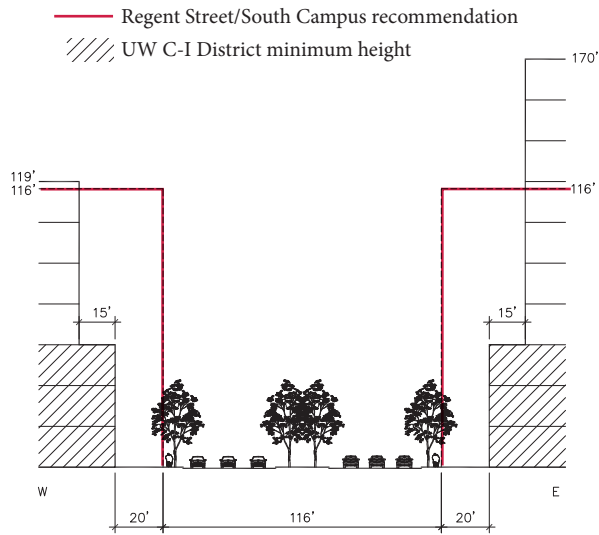 Regent Street/South Campus recommendation
UW C-I District minimum height
170'
119'
116'
116'
15'
15'
W
E
20'
116'
20'